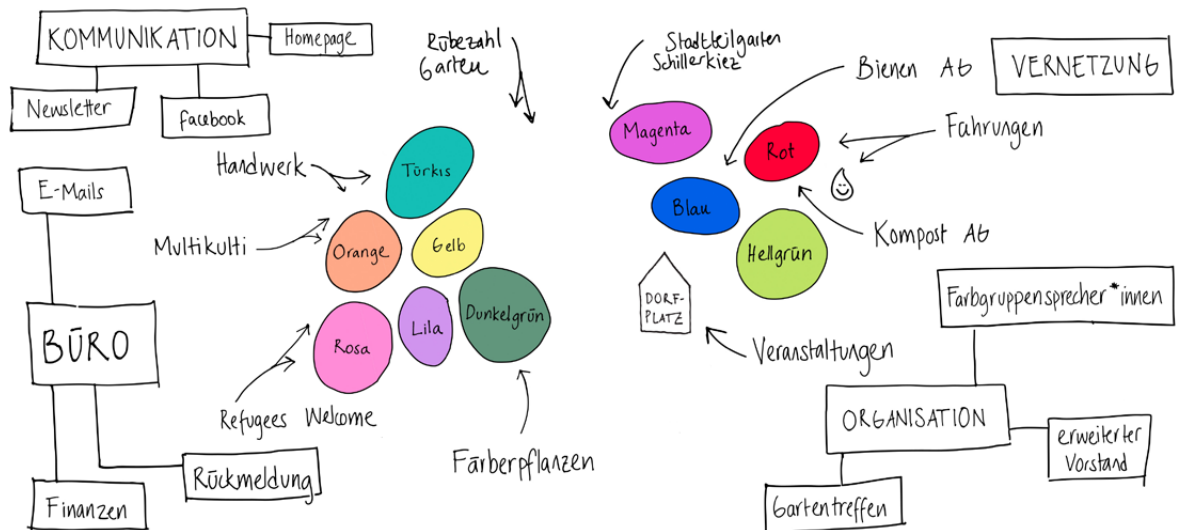 KOMMUNIKATION
Homepage
Newsletter
facebook
Rübezahl
Garten
Stadtteilgarten
Schillerkiez
Bienen AG
VERNETZUNG
Magenta
Rot
Fahrungen
Handwerk
Türkis
E-Mails
Blau
Kompost AG
Multikulti
Orange
Gelb
Hellgrün
DORF-
PLATZ
Farbgruppensprecher*innen
BÜRO
Rosa
Lila
Dunkelgrün
Veranstaltungen
Refugees Welcome
ORGANISATION
erweiterter
Vorstand
Färberpflanzen
Rückmeldung
Finanzen
Gartentreffen